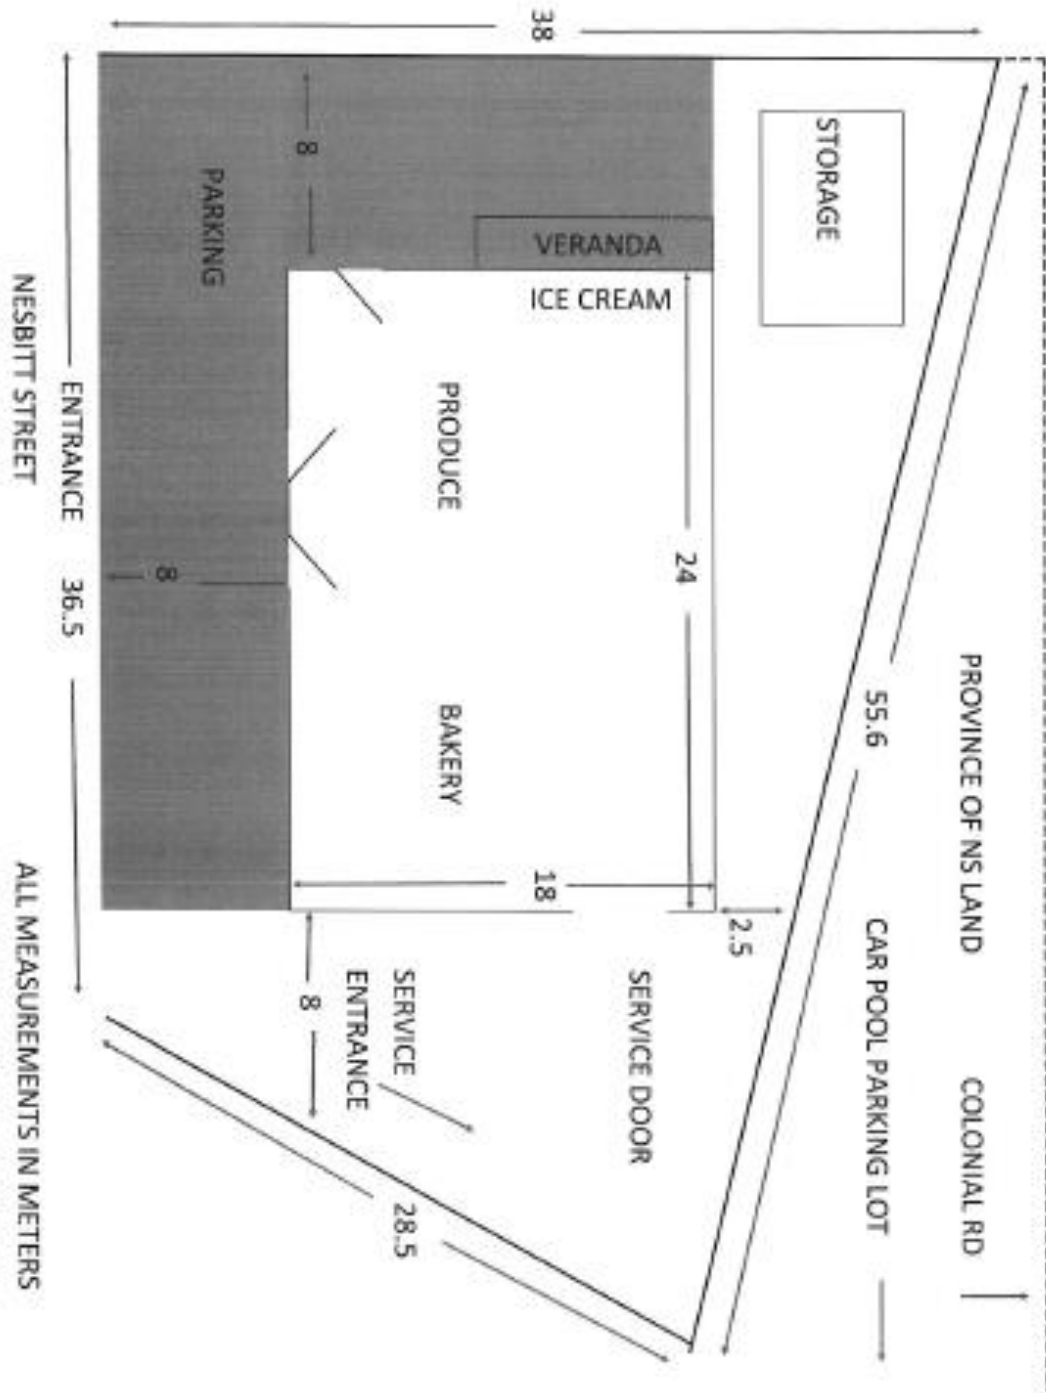 PROVINCE OF NS LAND
COLONIAL RD
CAR POOL PARKING LOT
55.6
STORAGE
2.5
24
VERANDA
ICE CREAM
SERVICE DOOR
38
18
PRODUCE
BAKERY
SERVICE
ENTRANCE
28.5
8
8
PARKING
8
ENTRANCE 36.5
NESBITT STREET
ALL MEASUREMENTS IN METERS